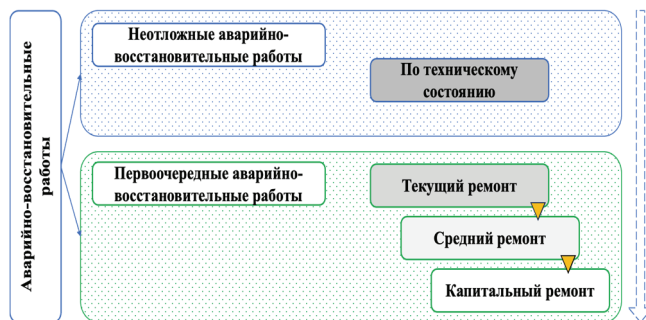 Аварийно-восстановительные
работы
Неотложные аварийно-
восстановительные работы
По техническому
состоянию
Первоочередные аварийно-
восстановительные работы
Текущий ремонт
Средний ремонт
Капитальный ремонт